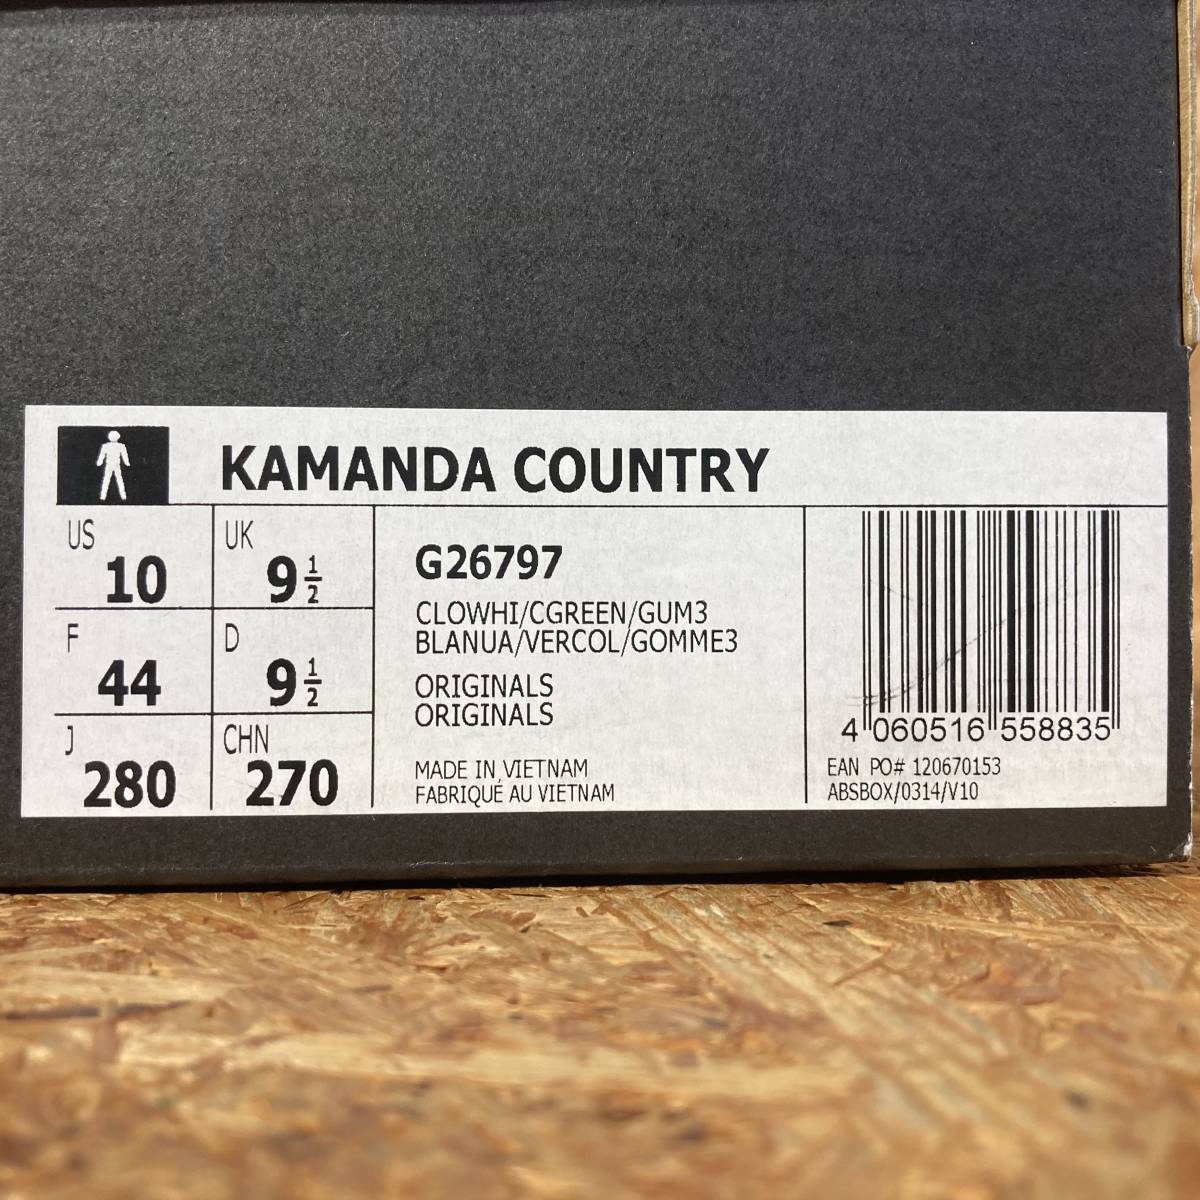 KAMANDA COUNTRY
US
10
UK
9 1/2
F
44
D
9 1/2
J
280
CHN
270
G26797
CLOWHI/CGREEN/GUM3
BLANUA/VERCOL/GOMME3
ORIGINALS
ORIGINALS
MADE IN VIETNAM
FABRIQUÉ AU VIETNAM
4 060516 558835
EAN PO# 120670153
ABSBOX/0314/V10